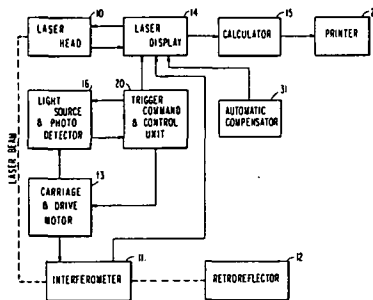 10
LASER
HEAD
14
LASER
DISPLAY
15
CALCULATOR
PRINTER
16
LIGHT
SOURCE
& PHOTO
DETECTOR
20
TRIGGER
COMMAND
& CONTROL
UNIT
31
AUTOMATIC
COMPENSATOR
LASER BEAM
13
CARRIAGE
& DRIVE
MOTOR
11
INTERFEROMETER
12
RETROREFLECTOR